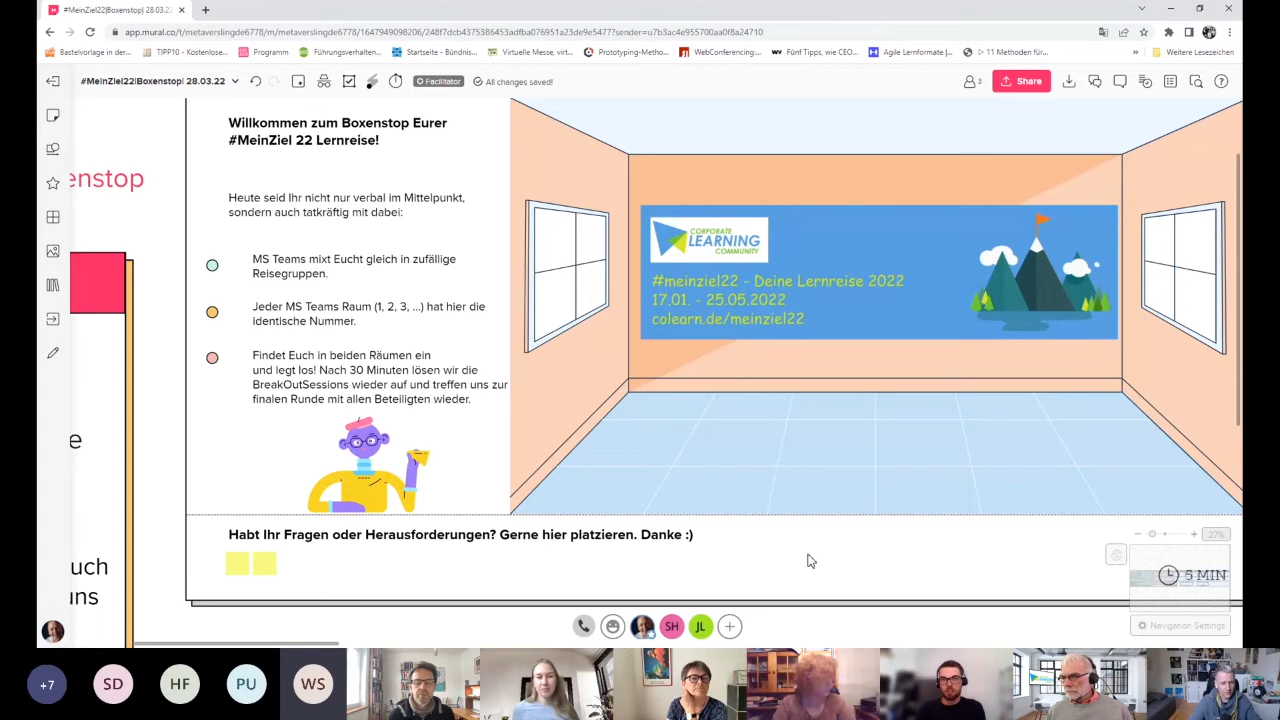 #MeinZiel22|Boxenstop| 28.03.22
app.mural.co/t/metaverslingde6778/m/metaverslingde6778/1647949098206/248f7dcb4375386453adfba076951a23de9e5477?sender=u7b3ac4e955700aa0f8a24710
Bastelvorlage in der...
TIPP10 - Kostenlose...
Programm
Führungsverhalten...
Startseite - Bündnis...
Virtuelle Messe, virt...
Prototyping-Metho...
WebConferencing:...
Fünf Tipps, wie CEO...
Agile Lernformate |...
▷ 11 Methoden für...
»
Weitere Lesezeichen
#MeinZiel22|Boxenstop| 28.03.22
Facilitator
All changes saved!
3
Share
Willkommen zum Boxenstop Eurer
#MeinZiel 22 Lernreise!
enstop
Heute seid Ihr nicht nur verbal im Mittelpunkt,
sondern auch tatkräftig mit dabei:
MS Teams mixt Eucht gleich in zufällige
Reisegruppen.
Jeder MS Teams Raum (1, 2, 3, ...) hat hier die
identische Nummer.
Findet Euch in beiden Räumen ein
und legt los! Nach 30 Minuten lösen wir die
BreakOutSessions wieder auf und treffen uns zur
finalen Runde mit allen Beteiligten wieder.
CORPORATE
LEARNING
COMMUNITY
#meinziel22 - Deine Lernreise 2022
17.01. - 25.05.2022
colearn.de/meinziel22
e
uch
uns
Habt Ihr Fragen oder Herausforderungen? Gerne hier platzieren. Danke :)
27%
5 MIN
Navigation Settings
SH
JL
+7
SD
HF
PU
WS